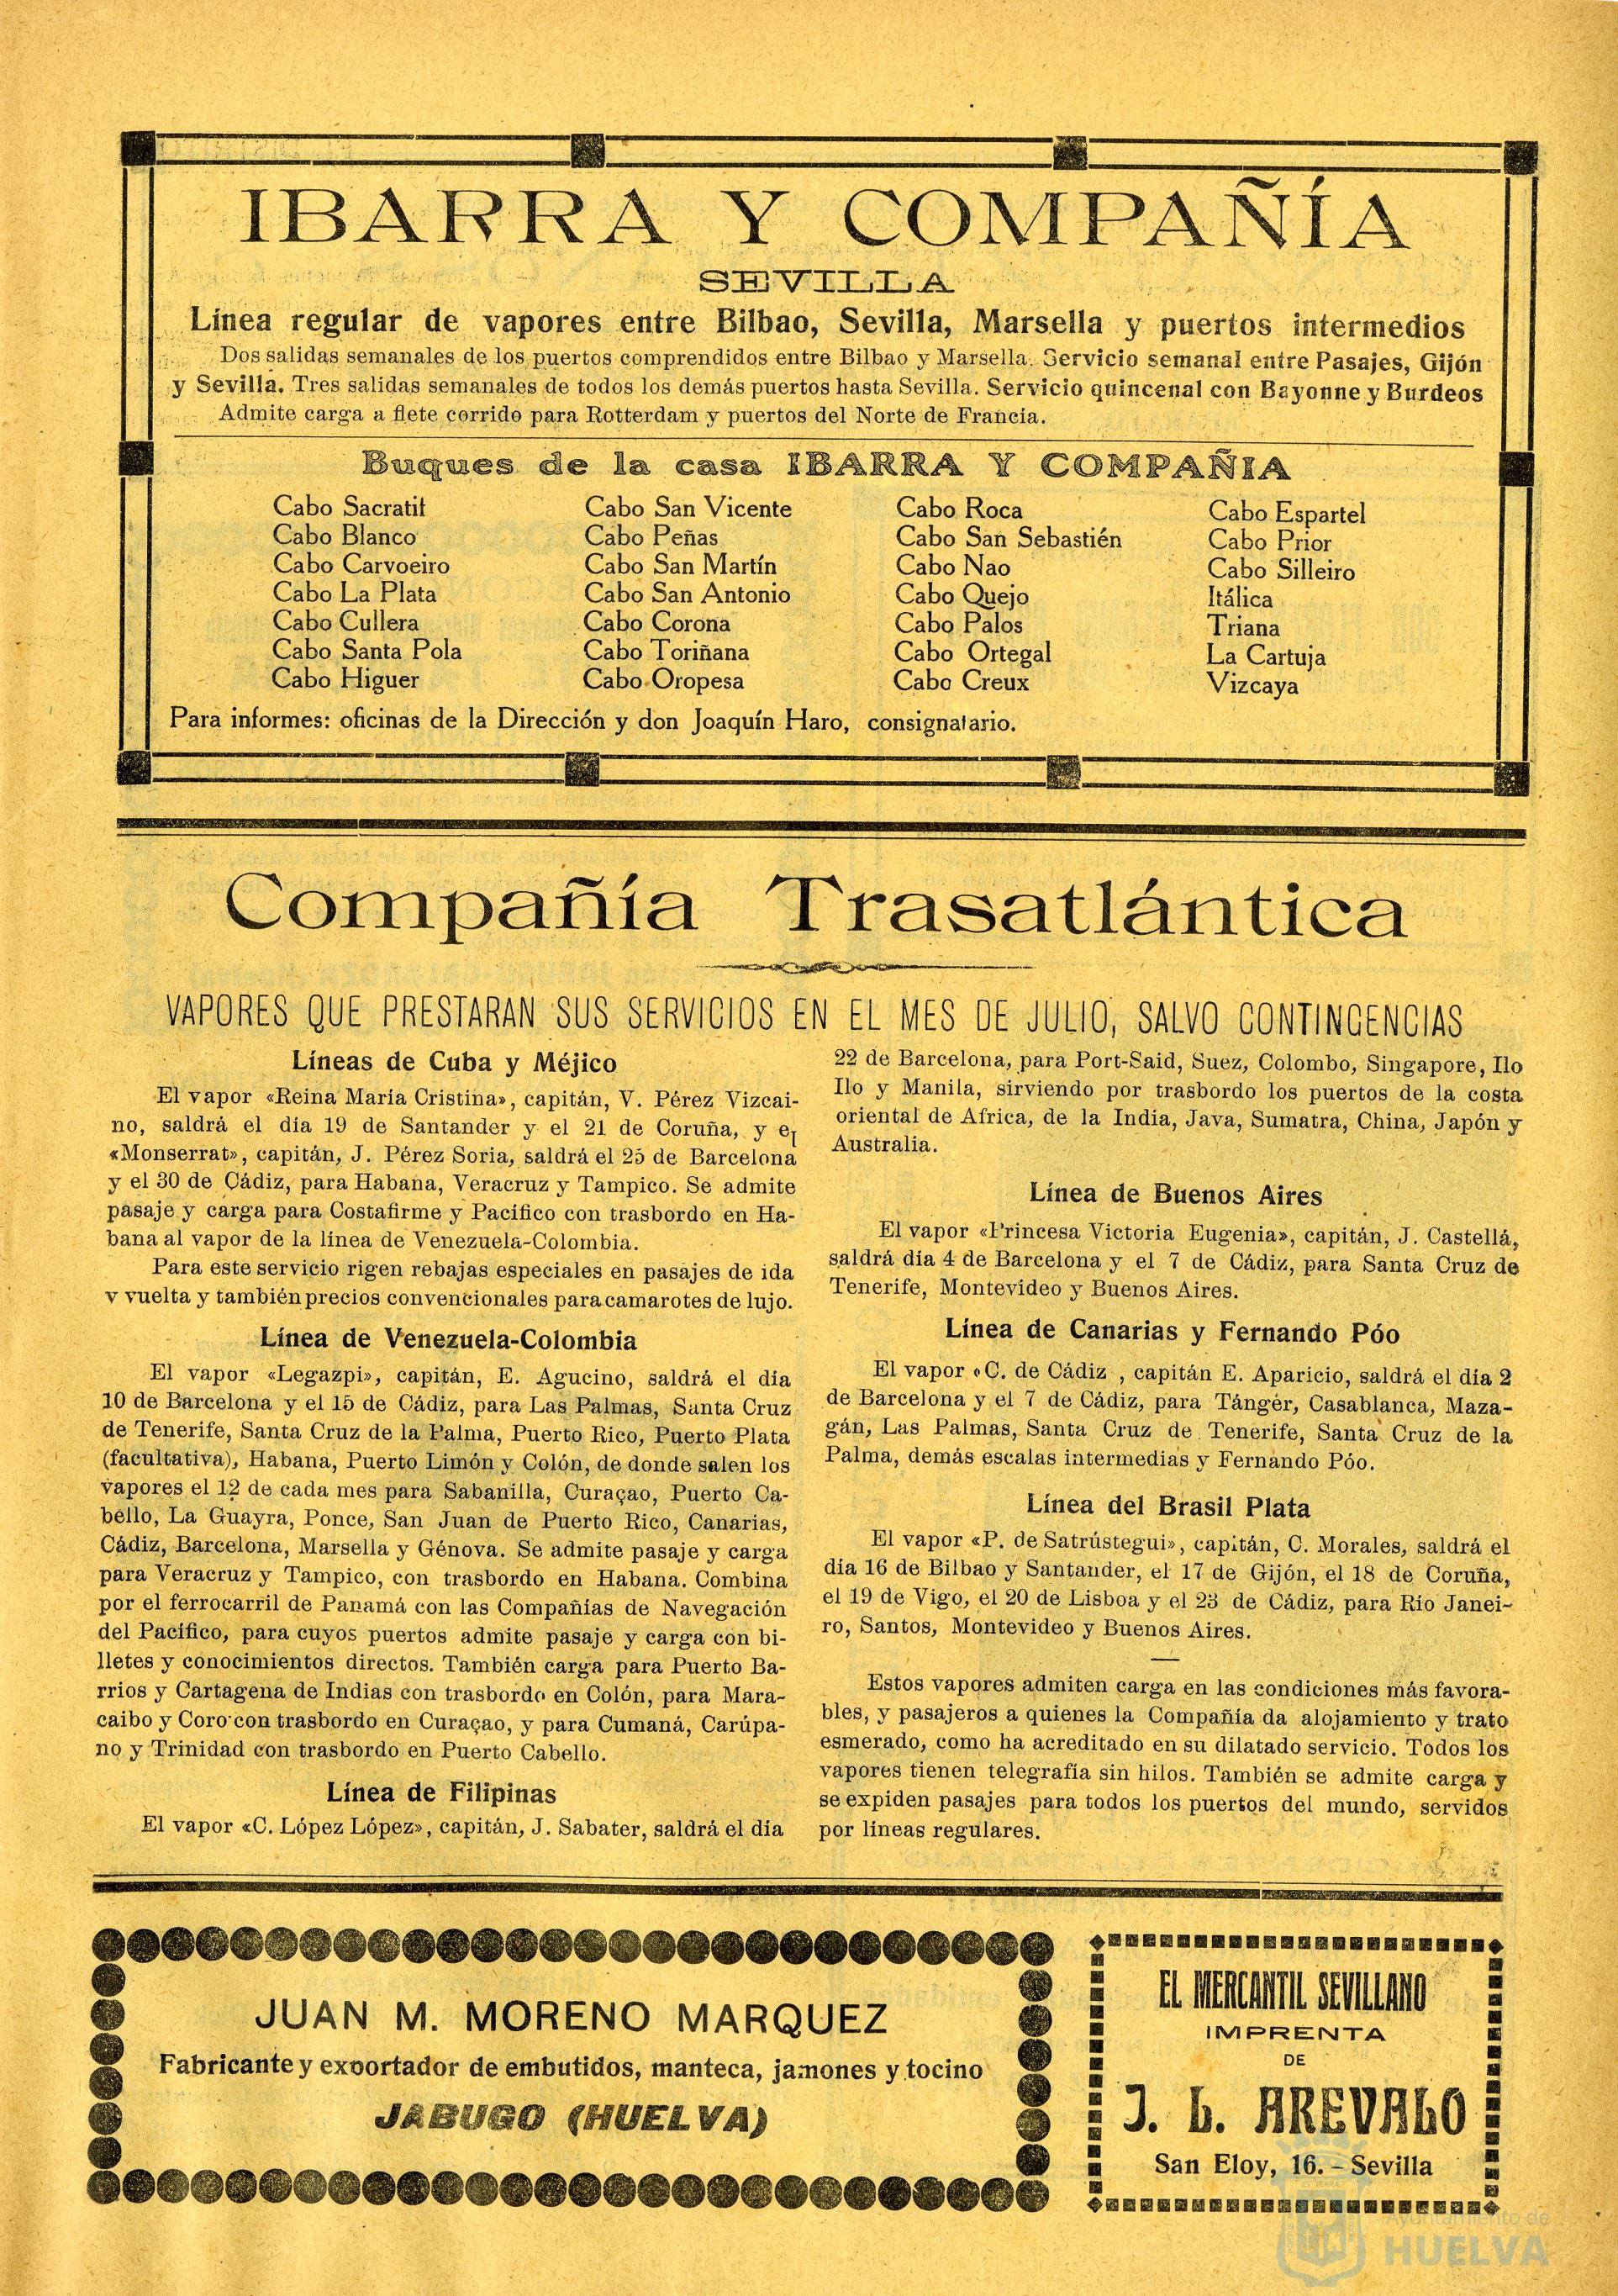 IBARRA Y COMPAÑÍA
SEVILLA
Línea regular de vapores entre Bilbao, Sevilla, Marsella y puertos intermedios
Dos salidas semanales de los puertos comprendidos entre Bilbao y Marsella. Servicio semanal entre Pasajes, Gijón
y Sevilla. Tres salidas semanales de todos los demás puertos hasta Sevilla. Servicio quincenal con Bayonne y Burdeos
Admite carga a flete corrido para Rotterdam y puertos del Norte de Francia.
Buques de la casa IBARRA Y COMPAÑIA
Cabo Sacratif
Cabo Blanco
Cabo Carvoeiro
Cabo La Plata
Cabo Cullera
Cabo Santa Pola
Cabo Higuer
Cabo San Vicente
Cabo Peñas
Cabo San Martín
Cabo San Antonio
Cabo Corona
Cabo Toriñana
Cabo Oropesa
Cabo Roca
Cabo San Sebastién
Cabo Nao
Cabo Quejo
Cabo Palos
Cabo Ortegal
Cabo Creux
Cabo Espartel
Cabo Prior
Cabo Silleiro
Itálica
Triana
La Cartuja
Vizcaya
Para informes: oficinas de la Dirección y don Joaquín Haro, consignatario.
Compañía Trasatlántica
VAPORES QUE PRESTARAN SUS SERVICIOS EN EL MES DE JULIO, SALVO CONTINGENCIAS
Líneas de Cuba y Méjico
El vapor «Reina María Cristina», capitán, V. Pérez Vizcai-
no, saldrá el día 19 de Santander y el 21 de Coruña, y el
«Monserrat», capitán, J. Pérez Soria, saldrá el 25 de Barcelona
y el 30 de Cádiz, para Habana, Veracruz y Tampico. Se admite
pasaje y carga para Costafirme y Pacífico con trasbordo en Ha-
bana al vapor de la línea de Venezuela-Colombia.
Para este servicio rigen rebajas especiales en pasajes de ida
y vuelta y también precios convencionales para camarotes de lujo.
Línea de Venezuela-Colombia
El vapor «Legazpi», capitán, E. Agucino, saldrá el día
10 de Barcelona y el 15 de Cádiz, para Las Palmas, Santa Cruz
de Tenerife, Santa Cruz de la Palma, Puerto Rico, Puerto Plata
(facultativa), Habana, Puerto Limón y Colón, de donde salen los
vapores el 12 de cada mes para Sabanilla, Curaçao, Puerto Ca-
bello, La Guayra, Ponce, San Juan de Puerto Rico, Canarias,
Cádiz, Barcelona, Marsella y Génova. Se admite pasaje y carga
para Veracruz y Tampico, con trasbordo en Habana. Combina
por el ferrocarril de Panamá con las Compañías de Navegación
del Pacífico, para cuyos puertos admite pasaje y carga con bi-
lletes y conocimientos directos. También carga para Puerto Ba-
rrios y Cartagena de Indias con trasbordo en Colón, para Mara-
caibo y Coro con trasbordo en Curaçao, y para Cumaná, Carúpa-
no y Trinidad con trasbordo en Puerto Cabello.
Línea de Filipinas
El vapor «C. López López», capitán, J. Sabater, saldrá el día
22 de Barcelona, para Port-Said, Suez, Colombo, Singapore, Ilo
Ilo y Manila, sirviendo por trasbordo los puertos de la costa
oriental de Africa, de la India, Java, Sumatra, China, Japón y
Australia.
Línea de Buenos Aires
El vapor «Princesa Victoria Eugenia», capitán, J. Castellá,
saldrá día 4 de Barcelona y el 7 de Cádiz, para Santa Cruz de
Tenerife, Montevideo y Buenos Aires.
Línea de Canarias y Fernando Póo
El vapor «C. de Cádiz , capitán E. Aparicio, saldrá el día 2
de Barcelona y el 7 de Cádiz, para Tánger, Casablanca, Maza-
gán, Las Palmas, Santa Cruz de Tenerife, Santa Cruz de la
Palma, demás escalas intermedias y Fernando Póo.
Línea del Brasil Plata
El vapor «P. de Satrústegui», capitán, C. Morales, saldrá el
día 16 de Bilbao y Santander, el 17 de Gijón, el 18 de Coruña,
el 19 de Vigo, el 20 de Lisboa y el 23 de Cádiz, para Río Janei-
ro, Santos, Montevideo y Buenos Aires.
Estos vapores admiten carga en las condiciones más favora-
bles, y pasajeros a quienes la Compañía da alojamiento y trato
esmerado, como ha acreditado en su dilatado servicio. Todos los
vapores tienen telegrafía sin hilos. También se admite carga y
se expiden pasajes para todos los puertos del mundo, servidos
por líneas regulares.
JUAN M. MORENO MARQUEZ
Fabricante y exportador de embutidos, manteca, jamones y tocino
JABUGO (HUELVA)
EL MERCANTIL SEVILLANO
IMPRENTA
DE
J. L. AREVALO
San Eloy, 16.-Sevilla
Ayuntamiento de
HUELVA